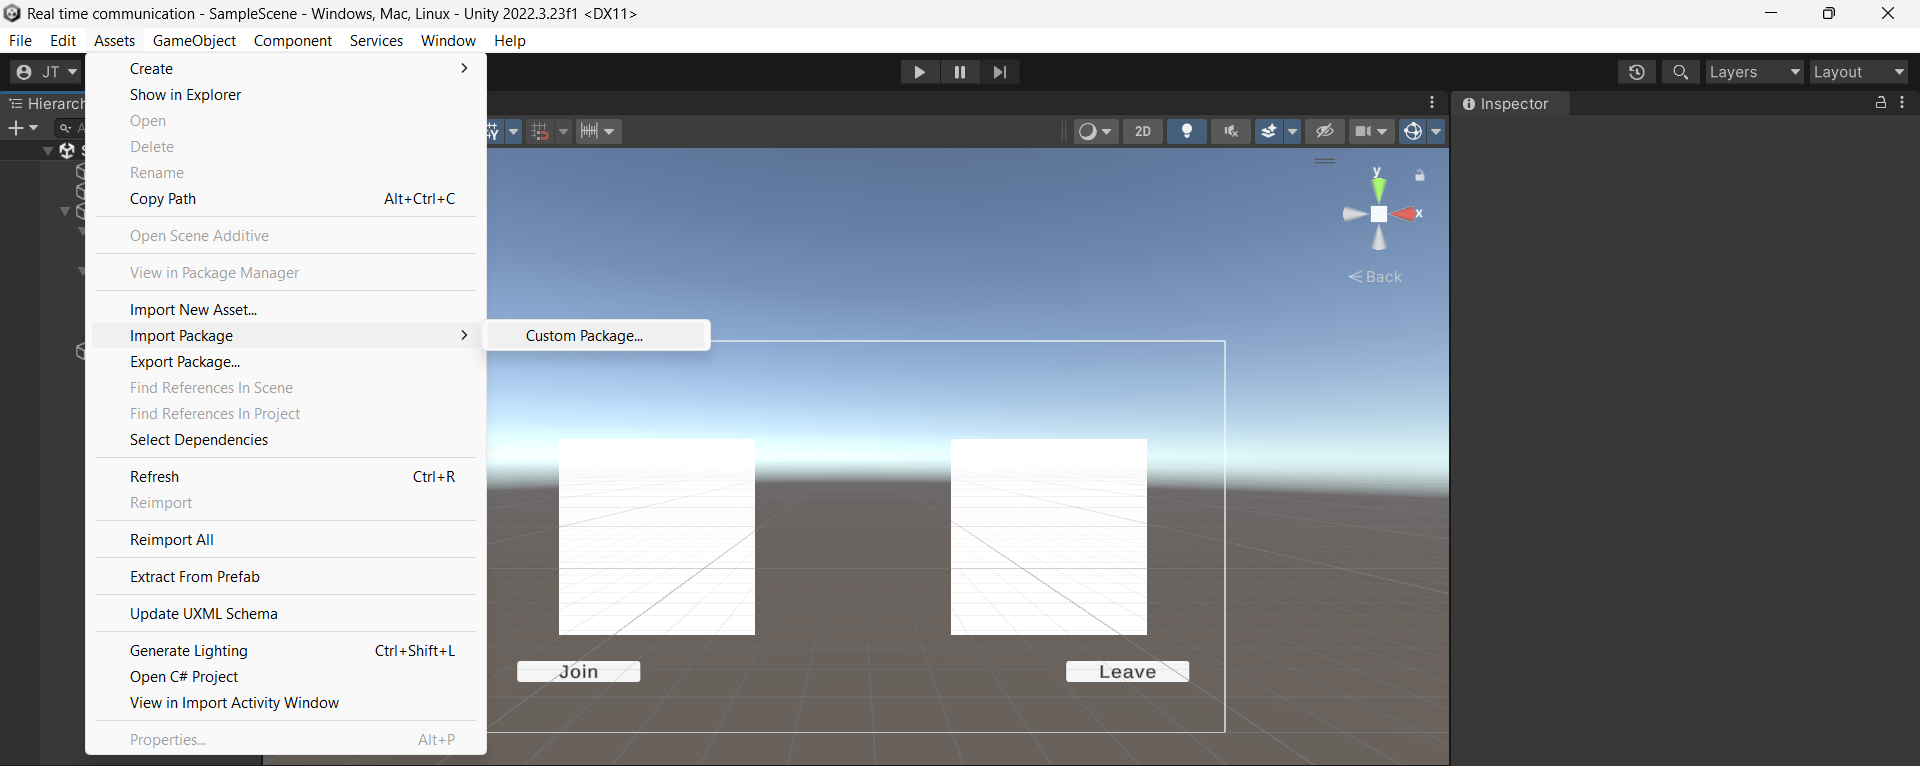 Real time communication - SampleScene - Windows, Mac, Linux - Unity 2022.3.23f1 <DX11>
File Edit Assets GameObject Component Services Window Help
JT
Layers
Layout
Hierarch
Inspector
2D
Create
Show in Explorer
Open
Delete
Rename
Copy Path Alt+Ctrl+C
Open Scene Additive
View in Package Manager
Import New Asset...
Import Package
Custom Package...
Export Package...
Find References In Scene
Find References In Project
Select Dependencies
Refresh Ctrl+R
Reimport
Reimport All
Extract From Prefab
Update UXML Schema
Generate Lighting Ctrl+Shift+L
Open C# Project
View in Import Activity Window
Properties... Alt+P
y
x
Back
Join
Leave